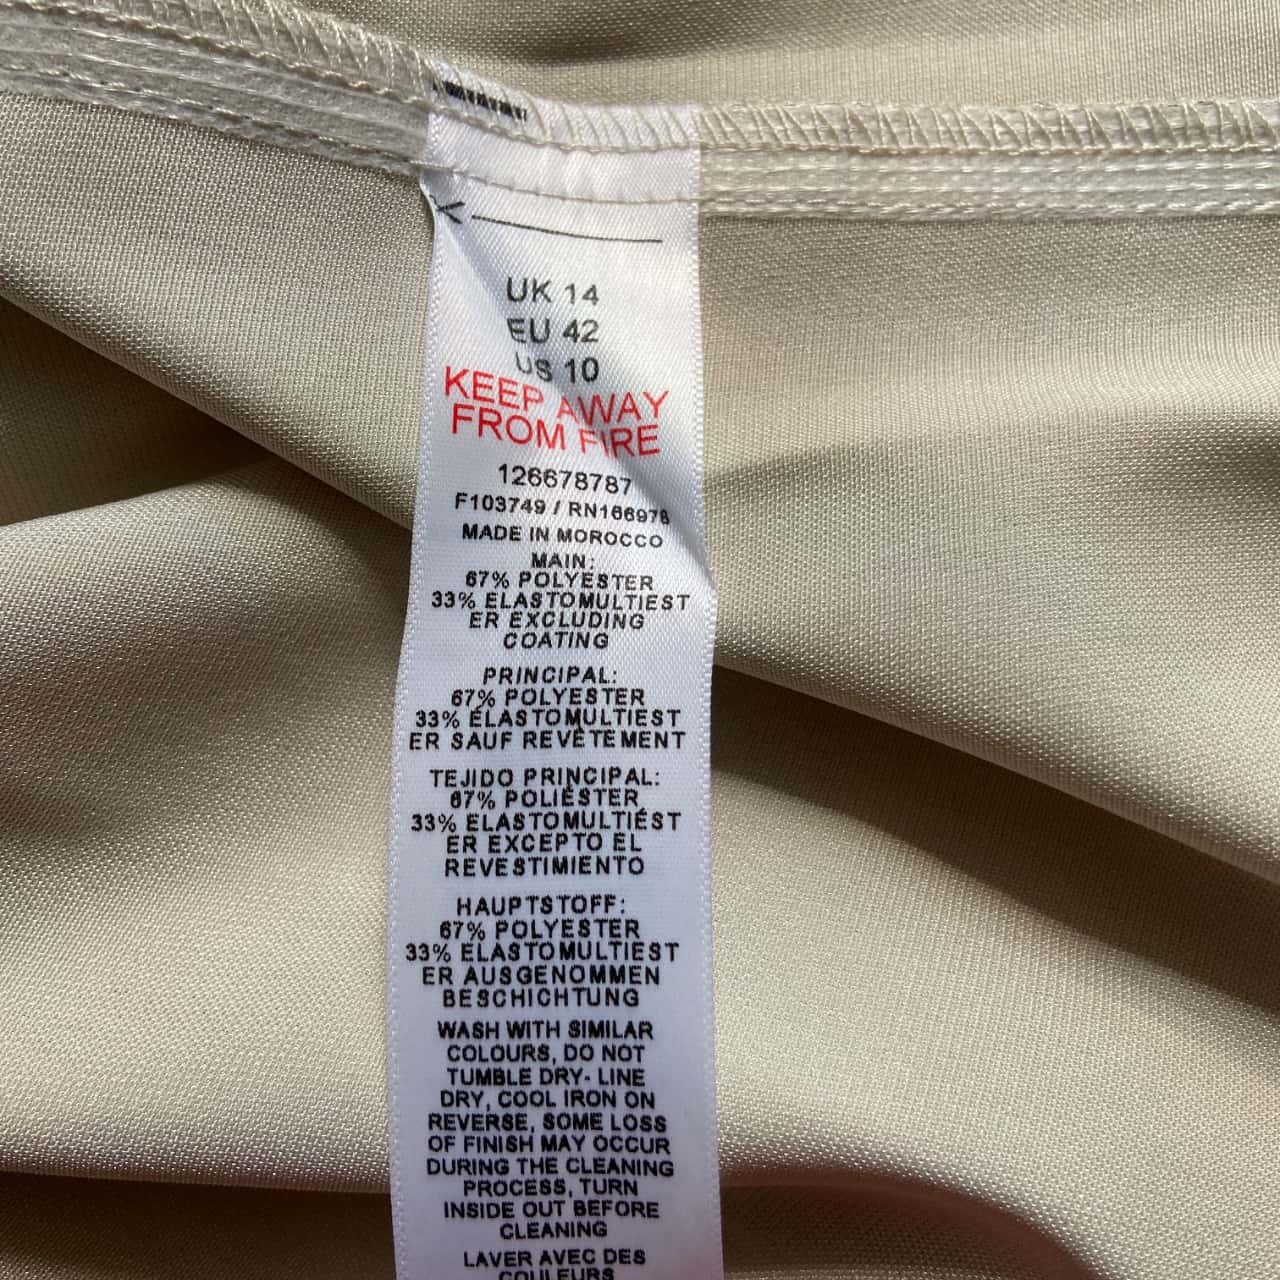 UK 14
EU 42
US 10
KEEP AWAY
FROM FIRE
126678787
F103749 / RN166978
MADE IN MOROCCO
MAIN:
67% POLYESTER
33% ELASTOMULTIEST
ER EXCLUDING
COATING
PRINCIPAL:
67% POLYESTER
33% ÉLASTOMULTIEST
ER SAUF REVÊTEMENT
TEJIDO PRINCIPAL:
67% POLIÉSTER
33% ELASTOMULTIÉST
ER EXCEPTO EL
REVESTIMIENTO
HAUPTSTOFF:
67% POLYESTER
33% ELASTOMULTIEST
ER AUSGENOMMEN
BESCHICHTUNG
WASH WITH SIMILAR
COLOURS, DO NOT
TUMBLE DRY- LINE
DRY, COOL IRON ON
REVERSE, SOME LOSS
OF FINISH MAY OCCUR
DURING THE CLEANING
PROCESS, TURN
INSIDE OUT BEFORE
CLEANING
LAVER AVEC DES
COULEURS